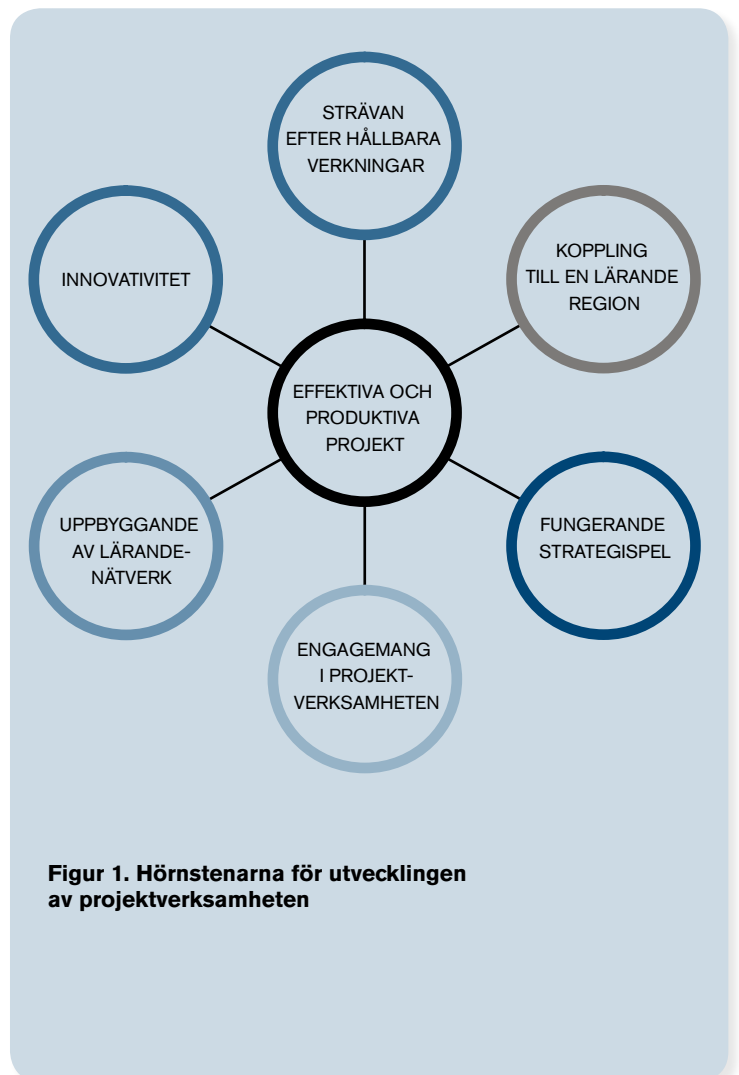 STRÄVAN
EFTER HÅLLBARA
VERKNINGAR
INNOVATIVITET
KOPPLING
TILL EN LÄRANDE
REGION
EFFEKTIVA OCH
PRODUKTIVA
PROJEKT
UPPBYGGANDE
AV LÄRANDE-
NÄTVERK
FUNGERANDE
STRATEGISPEL
ENGAGEMANG
I PROJEKT-
VERKSAMHETEN
Figur 1. Hörnstenarna för utvecklingen
av projektverksamheten